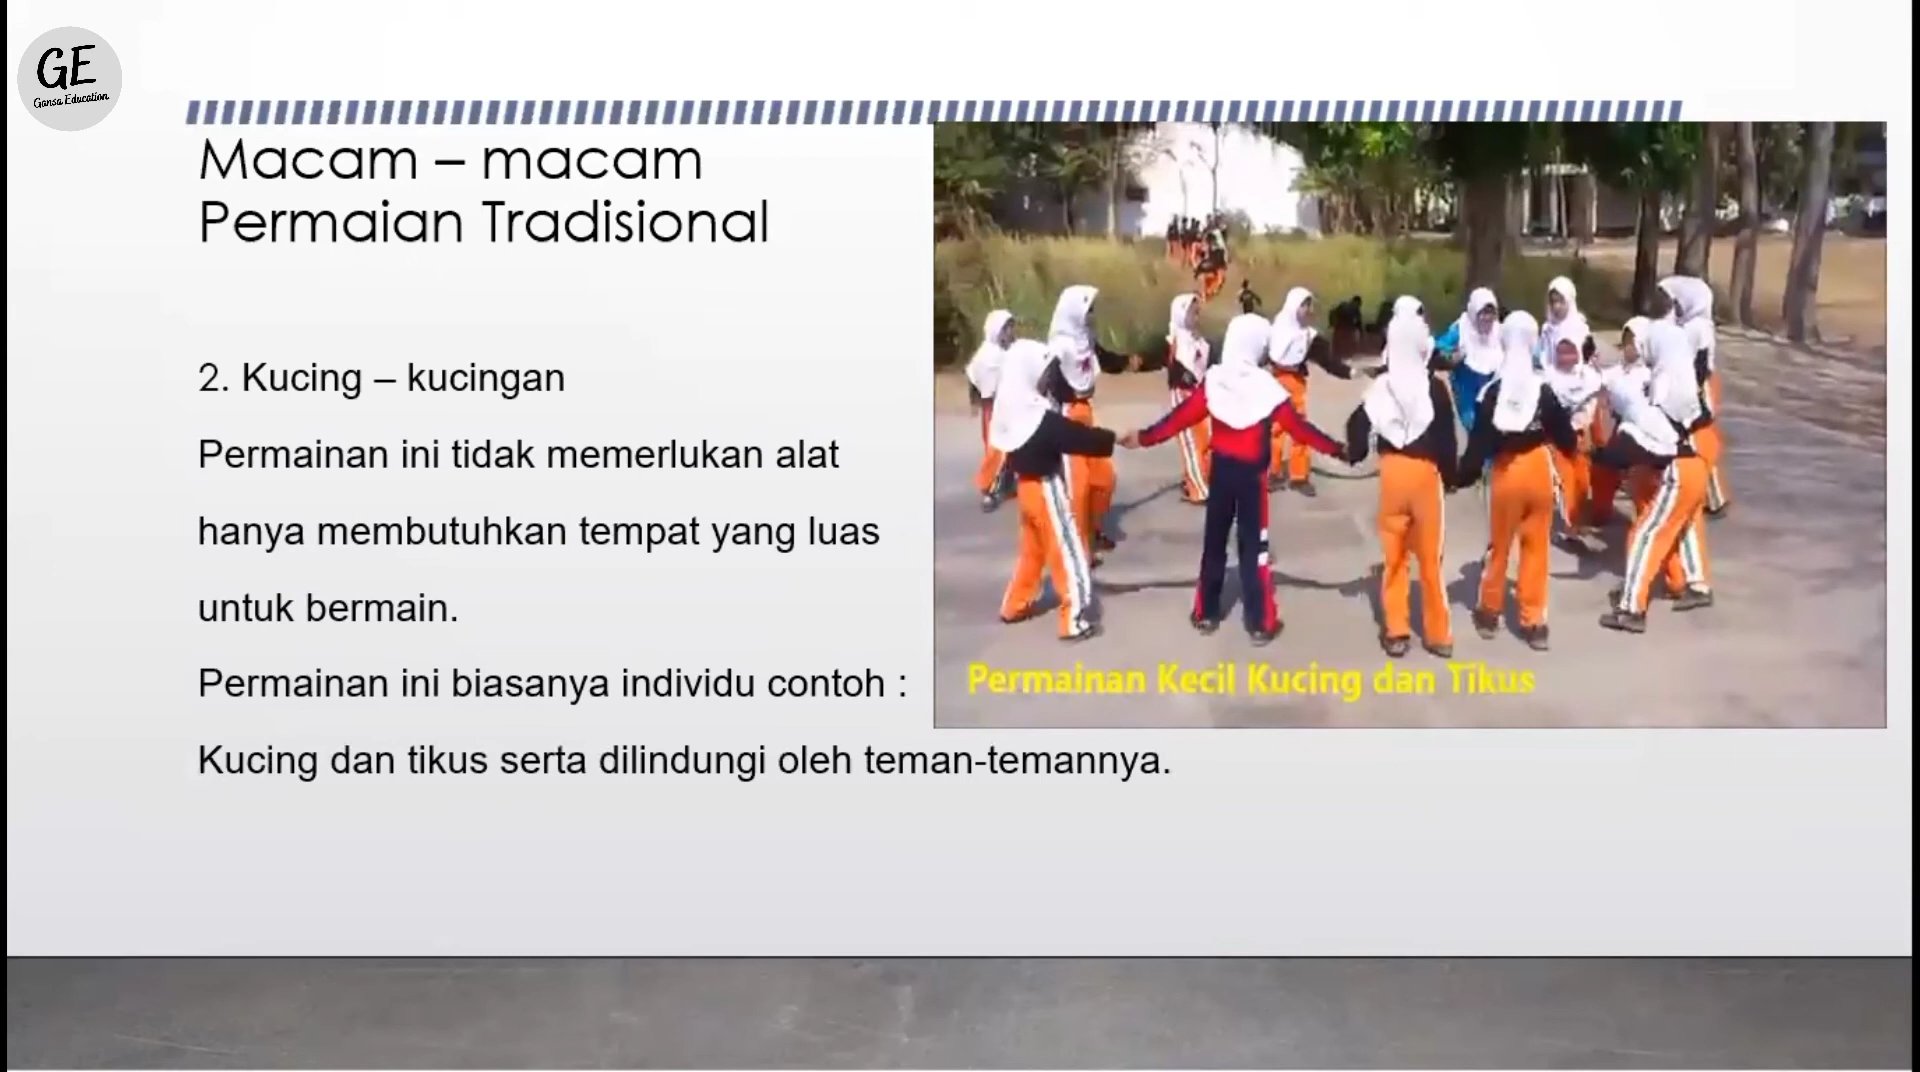 GE
Gansa Education
Macam – macam
Permaian Tradisional
2. Kucing – kucingan
Permainan ini tidak memerlukan alat
hanya membutuhkan tempat yang luas
untuk bermain.
Permainan ini biasanya individu contoh :
Kucing dan tikus serta dilindungi oleh teman-temannya.
Permainan Kecil Kucing dan Tikus